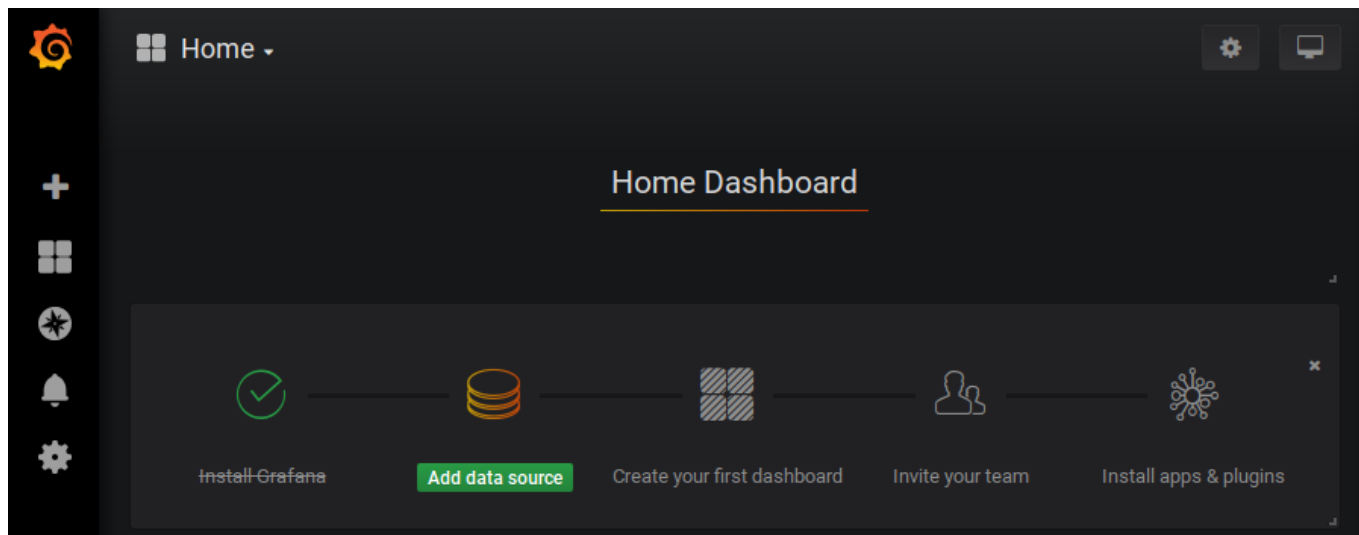 Home
Home Dashboard
Install Grafana
Add data source
Create your first dashboard
Invite your team
Install apps & plugins